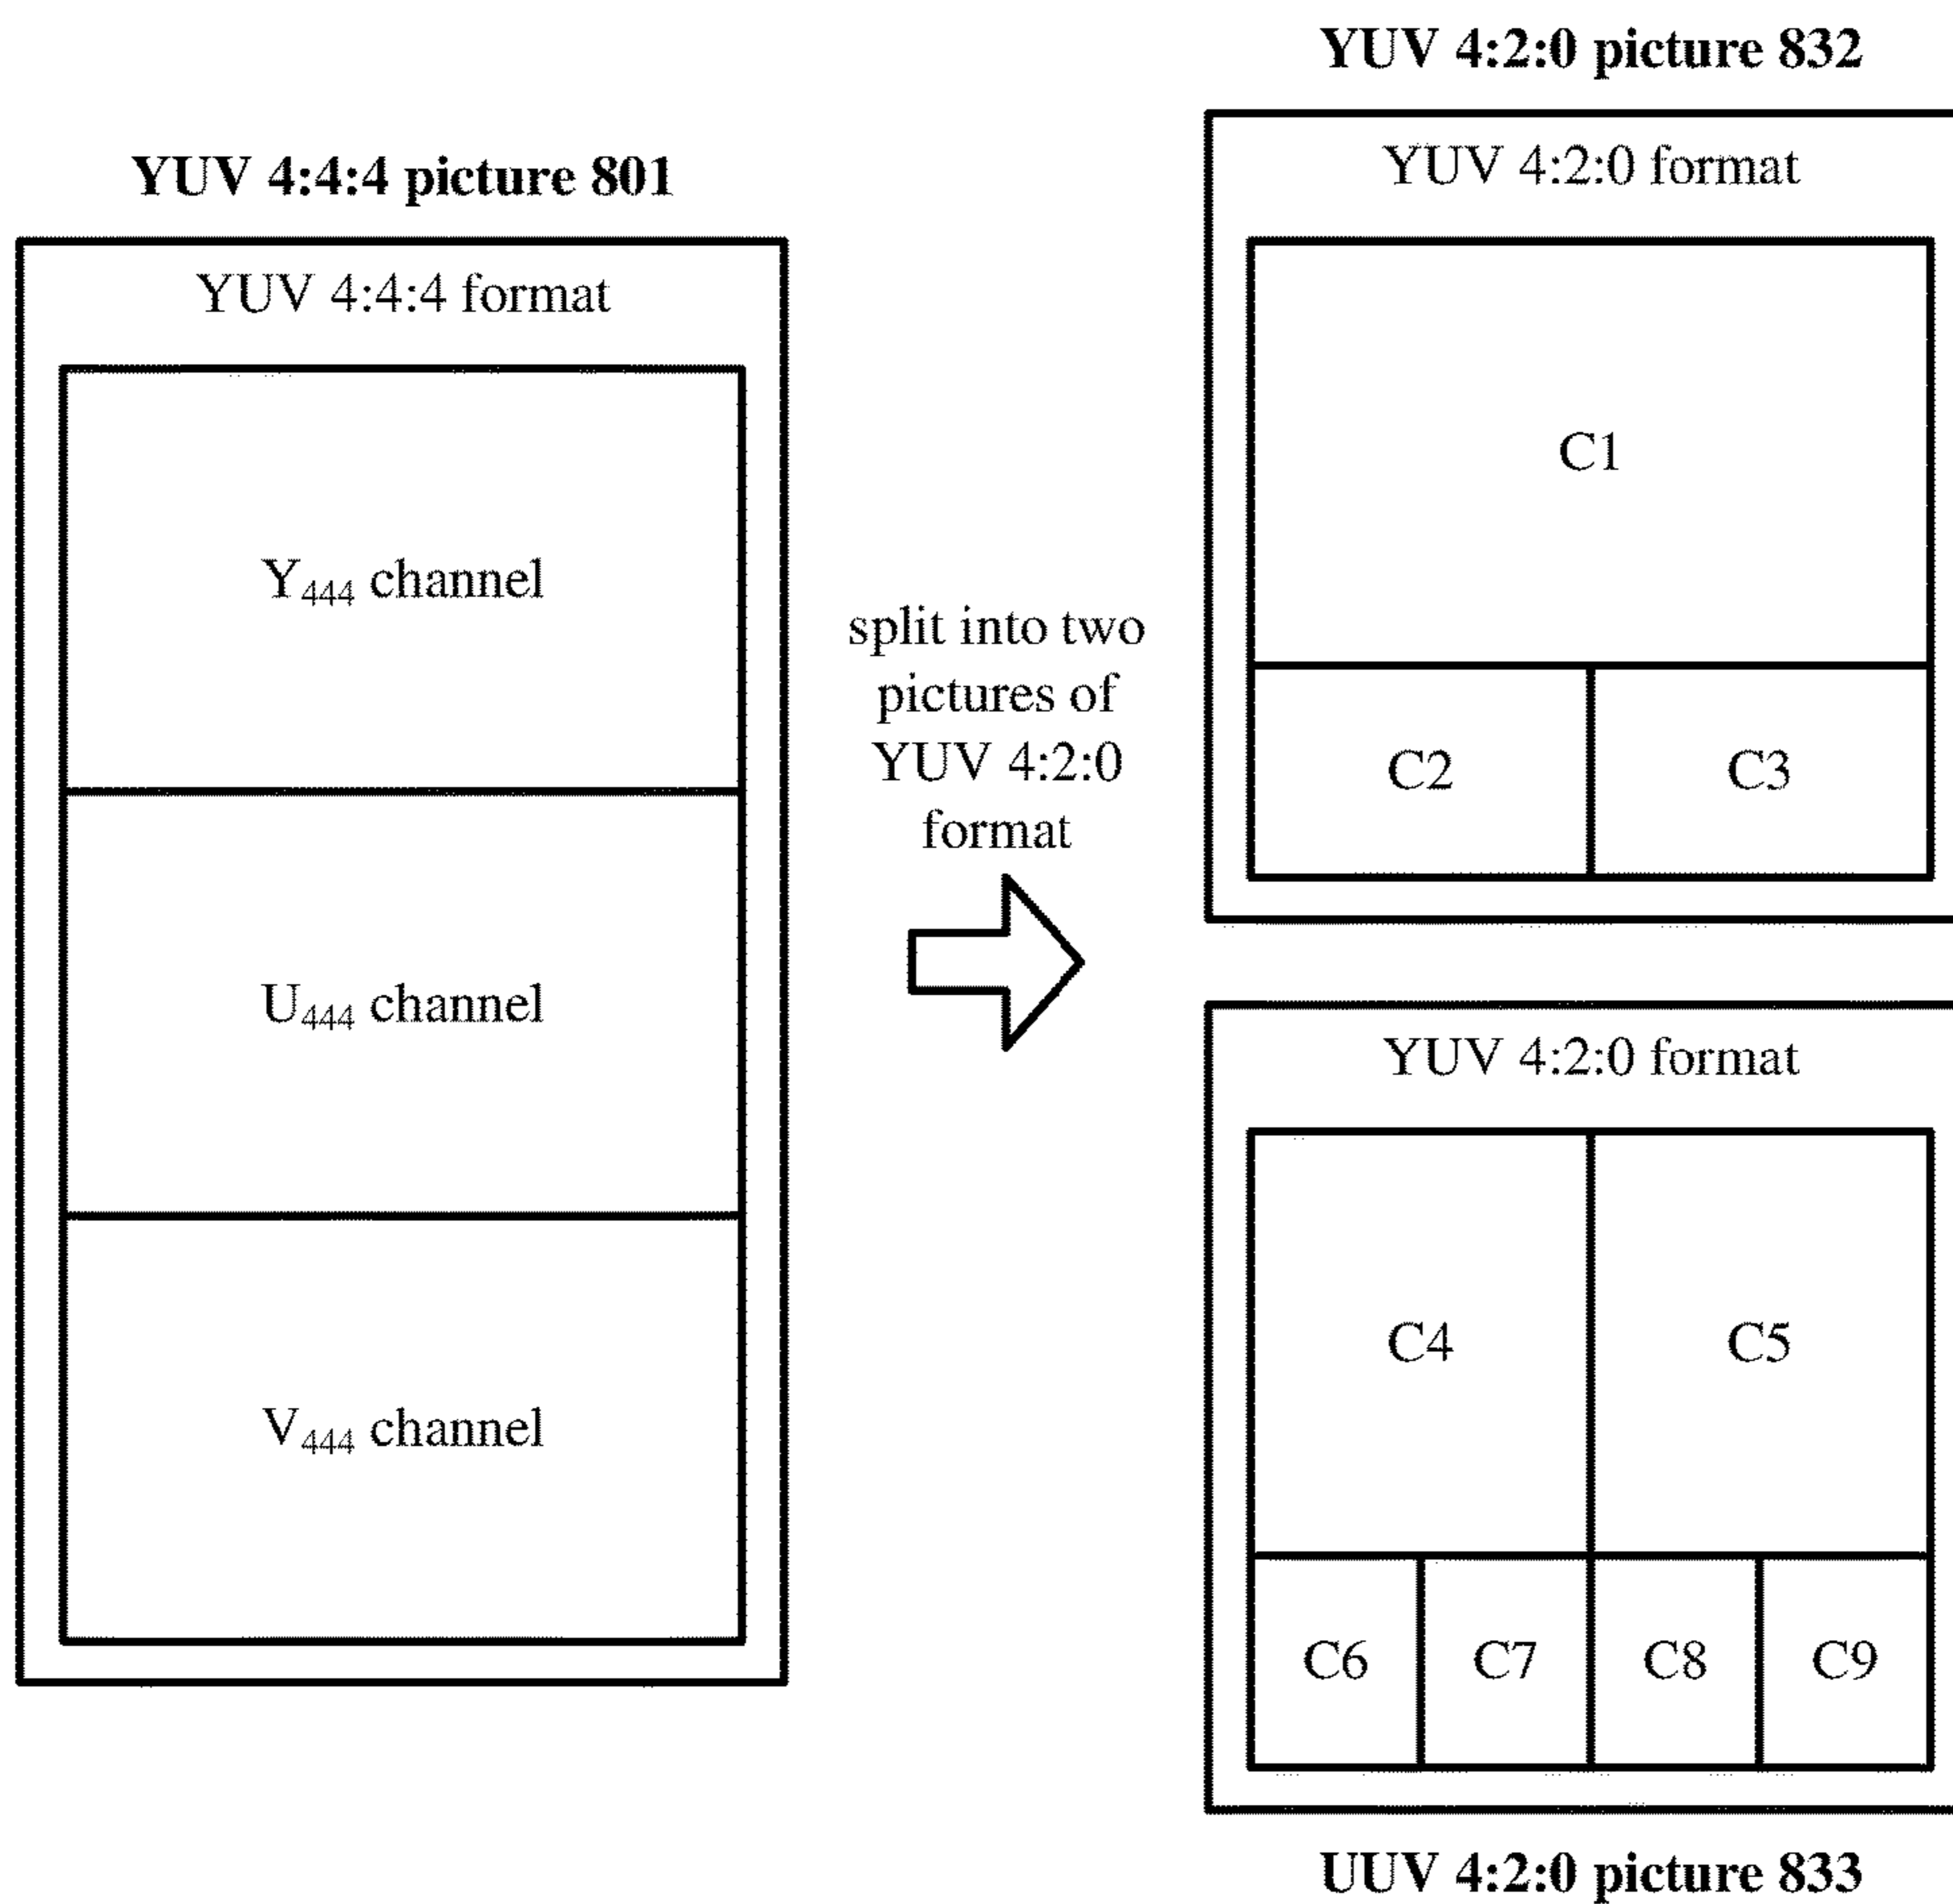 YUV 4:4:4 picture 801
YUV 4:4:4 format
Y444 channel
U444 channel
V444 channel
split into two
pictures of
YUV 4:2:0
format
YUV 4:2:0 picture 832
YUV 4:2:0 format
C1
C2 C3
YUV 4:2:0 format
C4 C5
C6 C7 C8 C9
UUV 4:2:0 picture 833